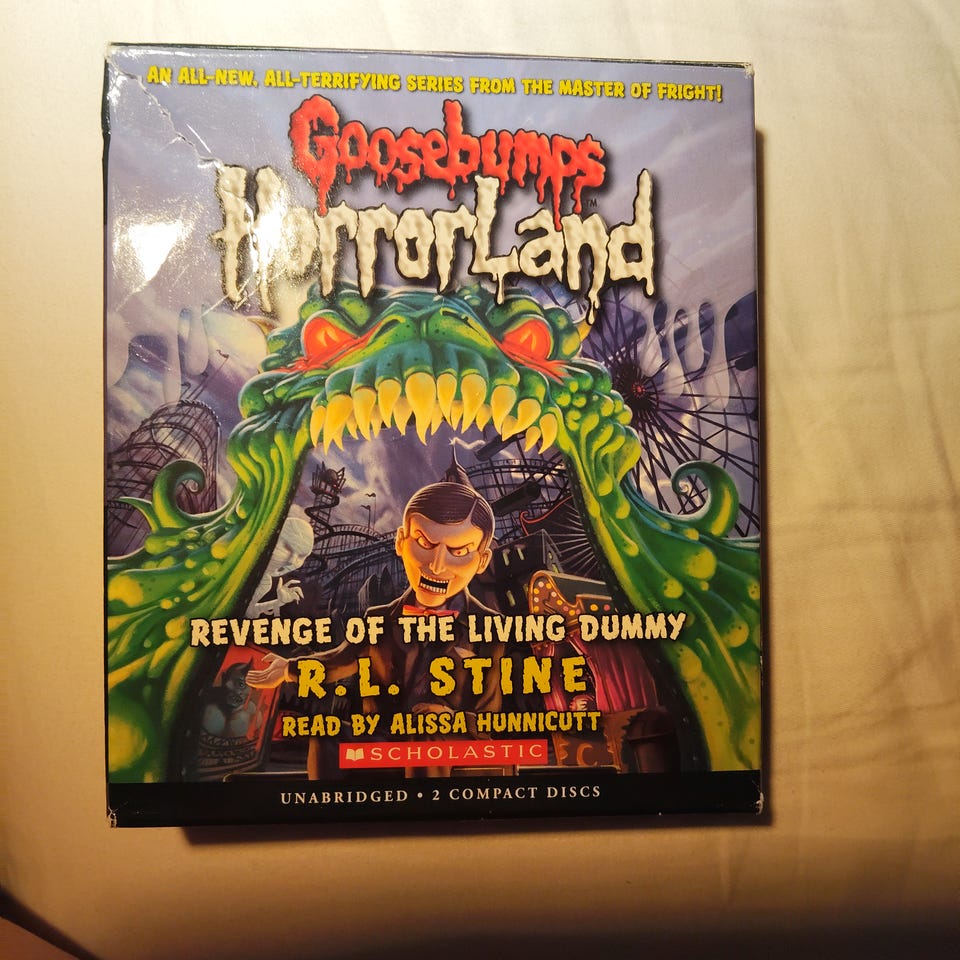 AN ALL-NEW, ALL-TERRIFYING SERIES FROM THE MASTER OF FRIGHT!
Goosebumps
HorrorLand™
REVENGE OF THE LIVING DUMMY
R.L. STINE
READ BY ALISSA HUNNICUTT
SCHOLASTIC
UNABRIDGED • 2 COMPACT DISCS